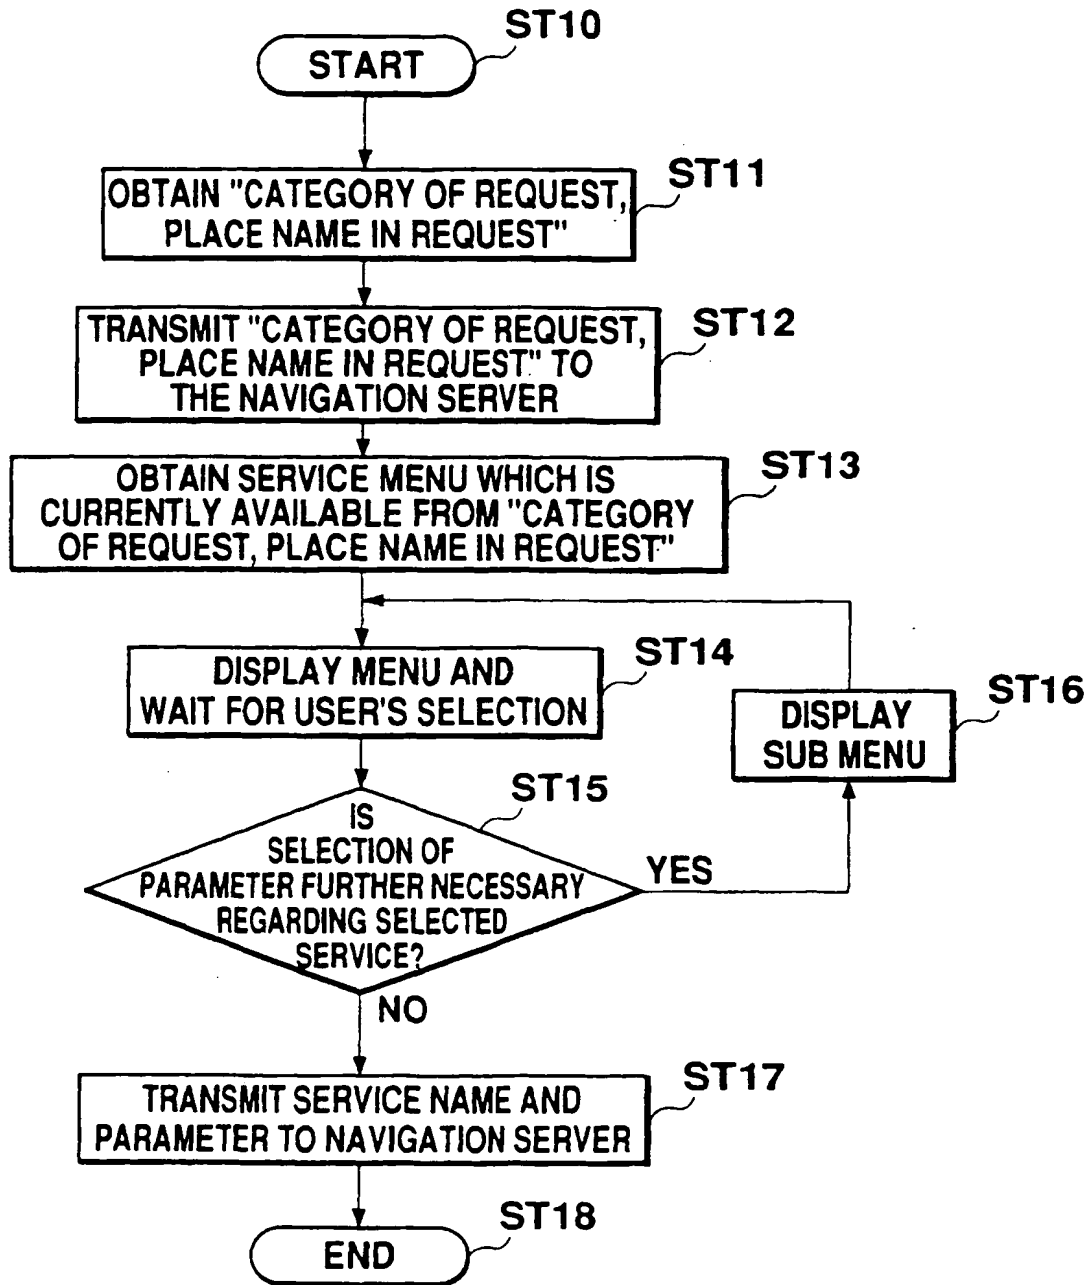 ST10
START
ST11
OBTAIN "CATEGORY OF REQUEST,
PLACE NAME IN REQUEST"
ST12
TRANSMIT "CATEGORY OF REQUEST,
PLACE NAME IN REQUEST" TO
THE NAVIGATION SERVER
ST13
OBTAIN SERVICE MENU WHICH IS
CURRENTLY AVAILABLE FROM "CATEGORY
OF REQUEST, PLACE NAME IN REQUEST"
ST14
DISPLAY MENU AND
WAIT FOR USER'S SELECTION
ST16
DISPLAY
SUB MENU
ST15
IS
SELECTION OF
PARAMETER FURTHER NECESSARY
REGARDING SELECTED
SERVICE?
YES
NO
ST17
TRANSMIT SERVICE NAME AND
PARAMETER TO NAVIGATION SERVER
ST18
END